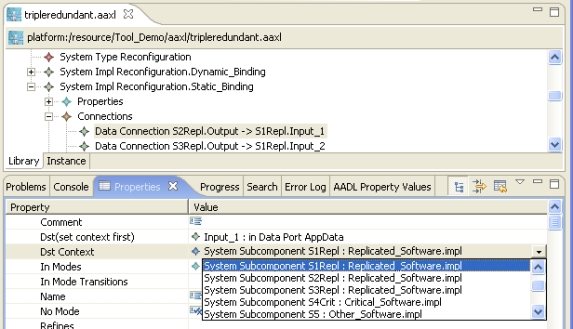 tripleredundant.aaxl
platform:/resource/Tool_Demo/aaxl/tripleredundant.aaxl
System Type Reconfiguration
System Impl Reconfiguration.Dynamic_Binding
System Impl Reconfiguration.Static_Binding
Properties
Connections
Data Connection S2Repl.Output -> S1Repl.Input_1
Data Connection S3Repl.Output -> S1Repl.Input_2
Library Instance
Problems Console Properties Progress Search Error Log AADL Property Values
Property Value
Comment
Dst(set context first) Input_1 : in Data Port AppData
Dst Context System Subcomponent S1Repl : Replicated_Software.impl
In Modes System Subcomponent S1Repl : Replicated_Software.impl
In Mode Transitions System Subcomponent S2Repl : Replicated_Software.impl
System Subcomponent S3Repl : Replicated_Software.impl
Name System Subcomponent S4Crit : Critical_Software.impl
No Mode System Subcomponent S5 : Other_Software.impl
Refines